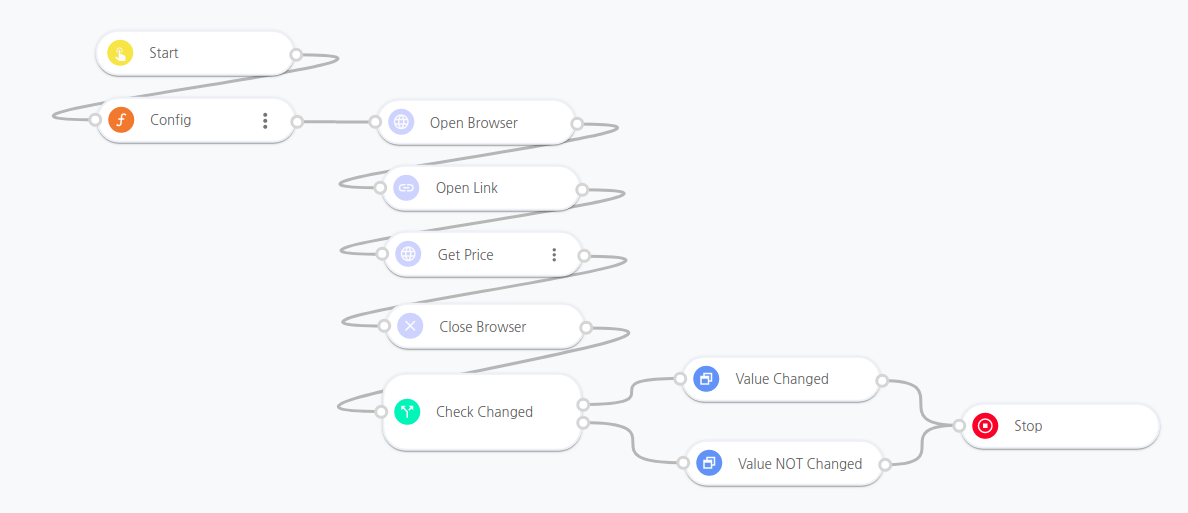 Start
Config
Open Browser
Open Link
Get Price
Close Browser
Check Changed
Value Changed
Value NOT Changed
Stop